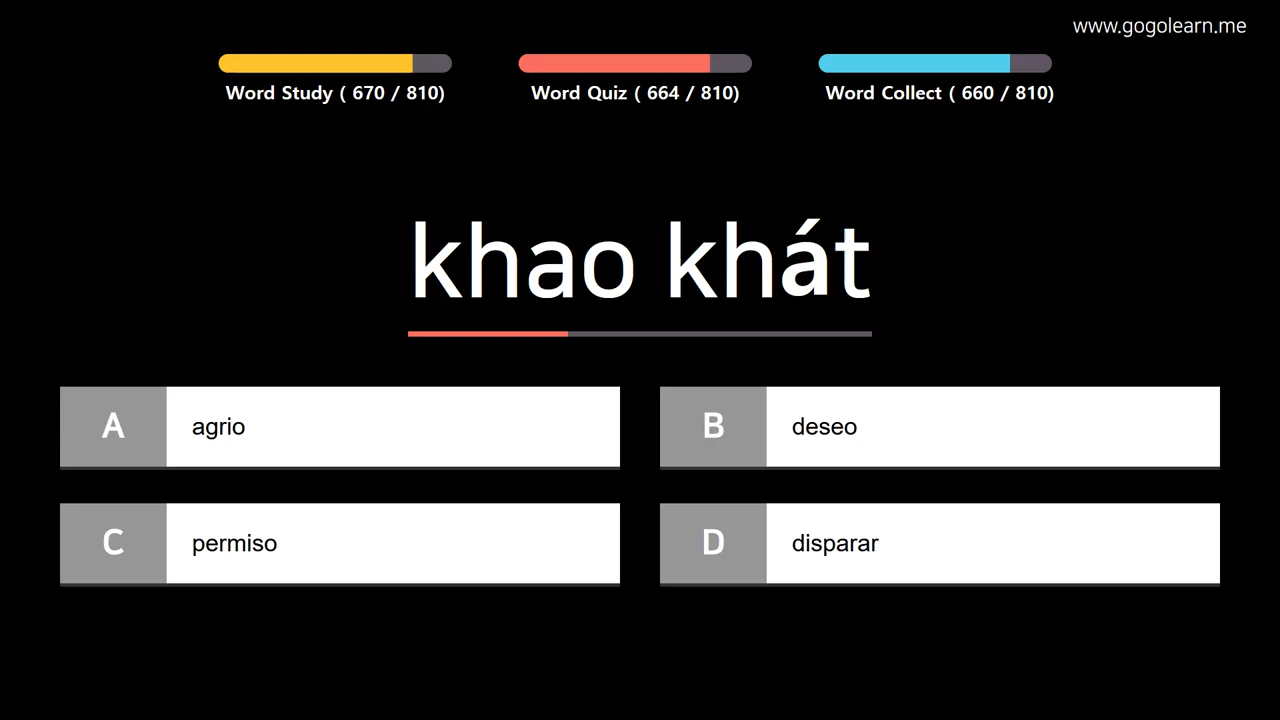 www.gogolearn.me
Word Study ( 670 / 810)
Word Quiz ( 664 / 810)
Word Collect ( 660 / 810)
khao khát
A agrio
B deseo
C permiso
D disparar